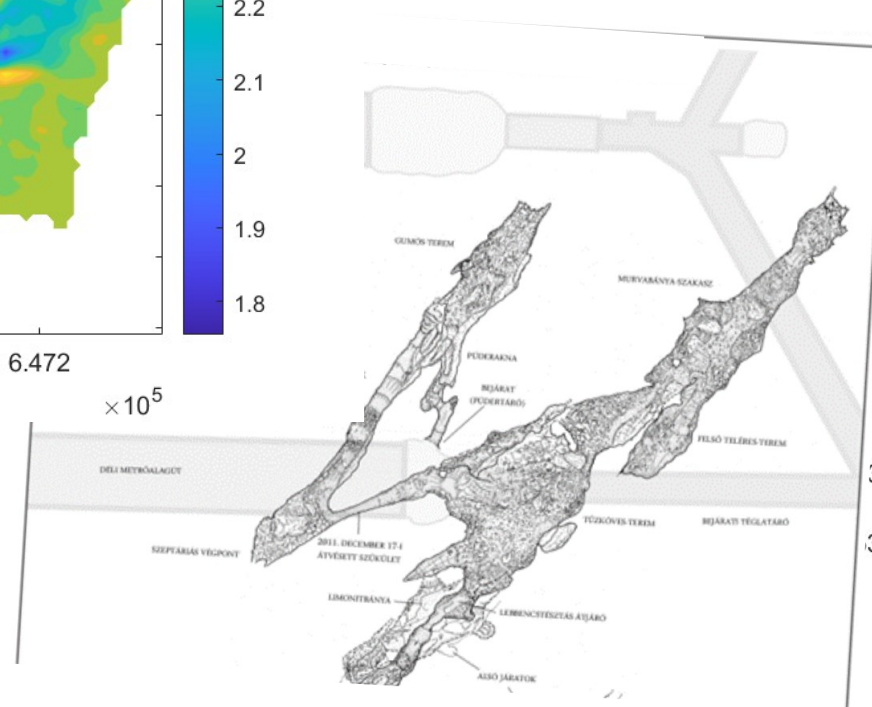 2.2
2.1
2
1.9
1.8
6.472
×10⁵
GUMÓS-TEREM
MURVABÁNYA-SZAKASZ
PÚDERAKNA
BEJÁRAT
(PÚDERTÁRÓ)
FELSŐ TELÉRES-TEREM
DÉLI METRÓALAGÚT
TŰZKÖVES-TEREM
BEJÁRATI TÉGLATÁRÓ
SZEPTÁRIÁS VÉGPONT
2011. DECEMBER 17-I
ÁTVÉSETT SZŰKÜLET
LIMONITBÁNYA
LEBBENCSTÉSZTÁS ÁTJÁRÓ
ALSÓ JÁRATOK